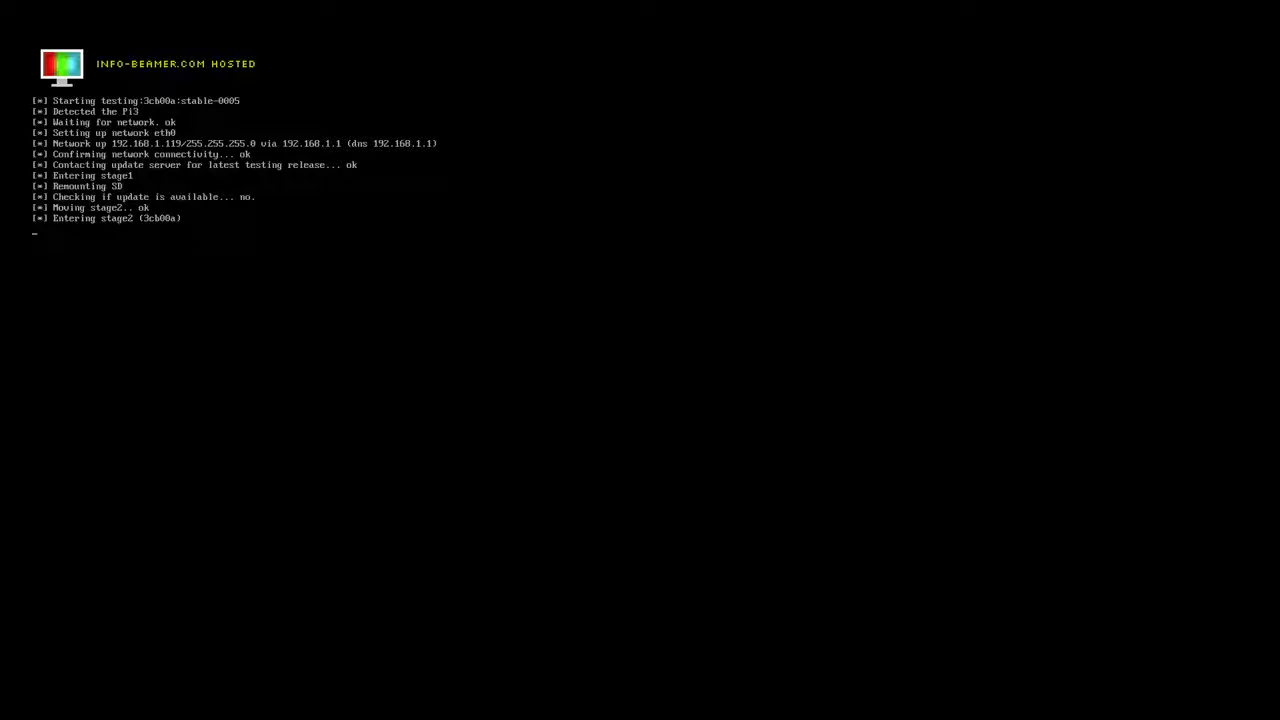 INFO-BEAMER.COM HOSTED
[*] Starting testing:3cb00a:stable-0005
[*] Detected the Pi3
[*] Waiting for network. ok
[*] Setting up network eth0
[*] Network up 192.168.1.119/255.255.255.0 via 192.168.1.1 (dns 192.168.1.1)
[*] Confirming network connectivity... ok
[*] Contacting update server for latest testing release... ok
[*] Entering stage1
[*] Remounting SD
[*] Checking if update is available... no.
[*] Moving stage2.. ok
[*] Entering stage2 (3cb00a)
_